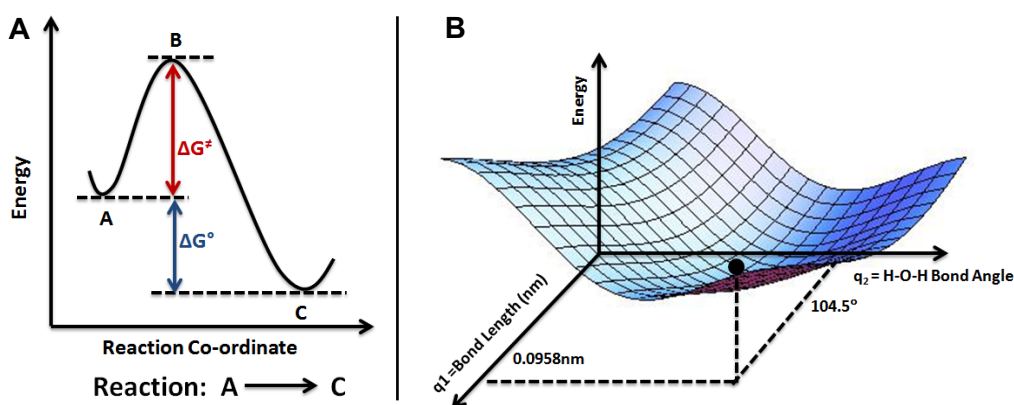 A
B
Energy
B
ΔG≠
A
ΔG°
C
Reaction Co-ordinate
Reaction: A ⟶ C
Energy
q2 = H-O-H Bond Angle
104.5°
q1 =Bond Length (nm)
0.0958nm